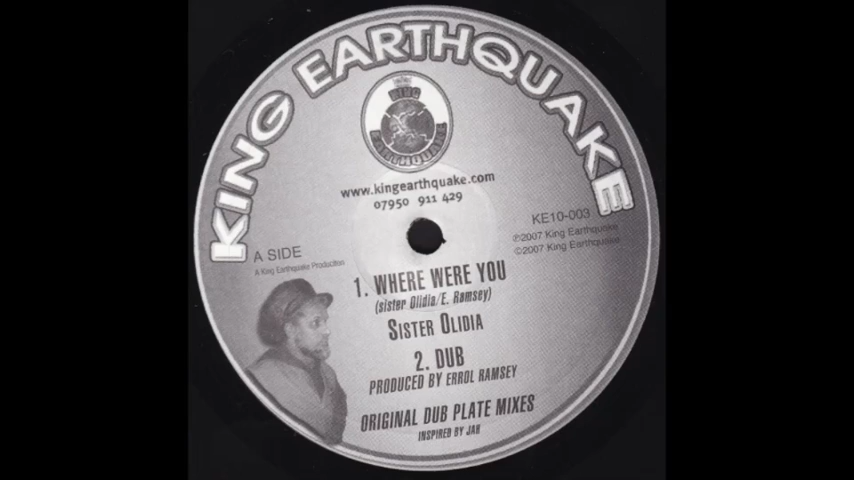 KING EARTHQUAKE
KING
EARTHQUAKE
www.kingearthquake.com
07950 911 429
KE10-003
℗2007 King Earthquake
©2007 King Earthquake
A SIDE
A King Earthquake Production
1. WHERE WERE YOU
(sister Olidia/E. Ramsey)
SISTER OLIDIA
2. DUB
PRODUCED BY ERROL RAMSEY
ORIGINAL DUB PLATE MIXES
INSPIRED BY JAH